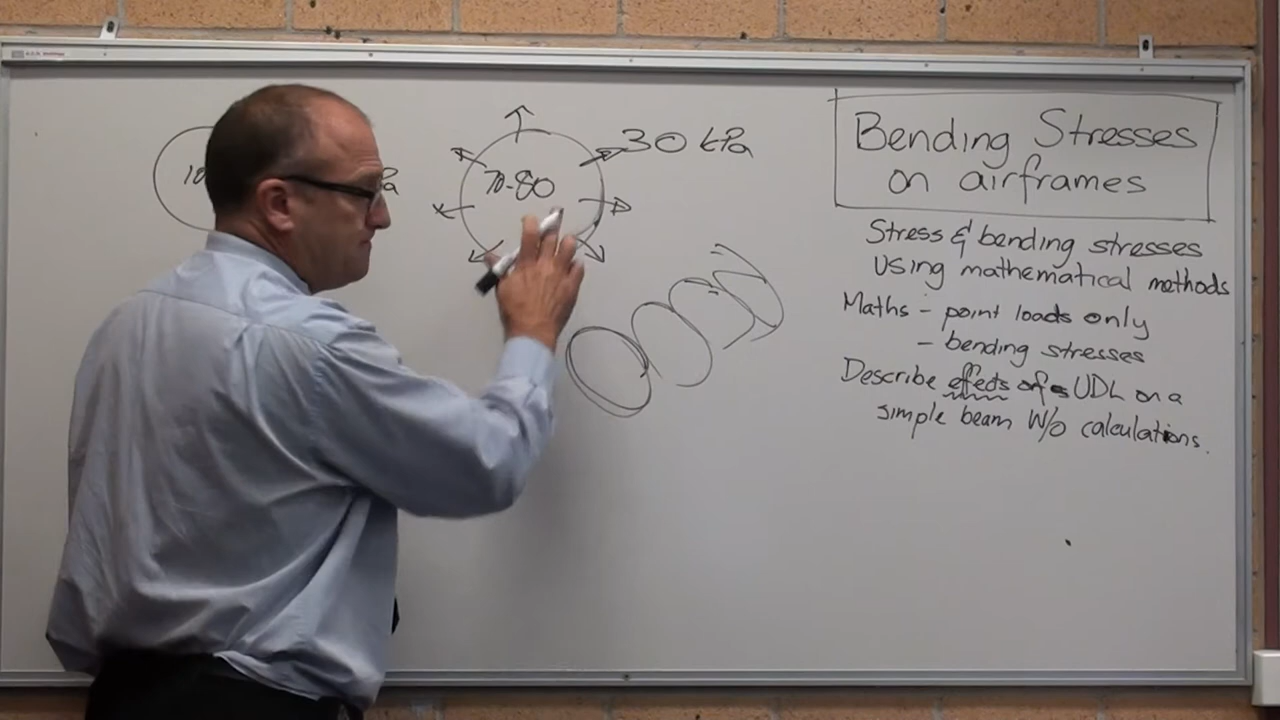 10
70-80
30 kPa
Bending Stresses
on airframes
Stress & bending stresses
using mathematical methods
Maths - point loads only
- bending stresses
Describe effects of UDL on a
simple beam W/o calculations.